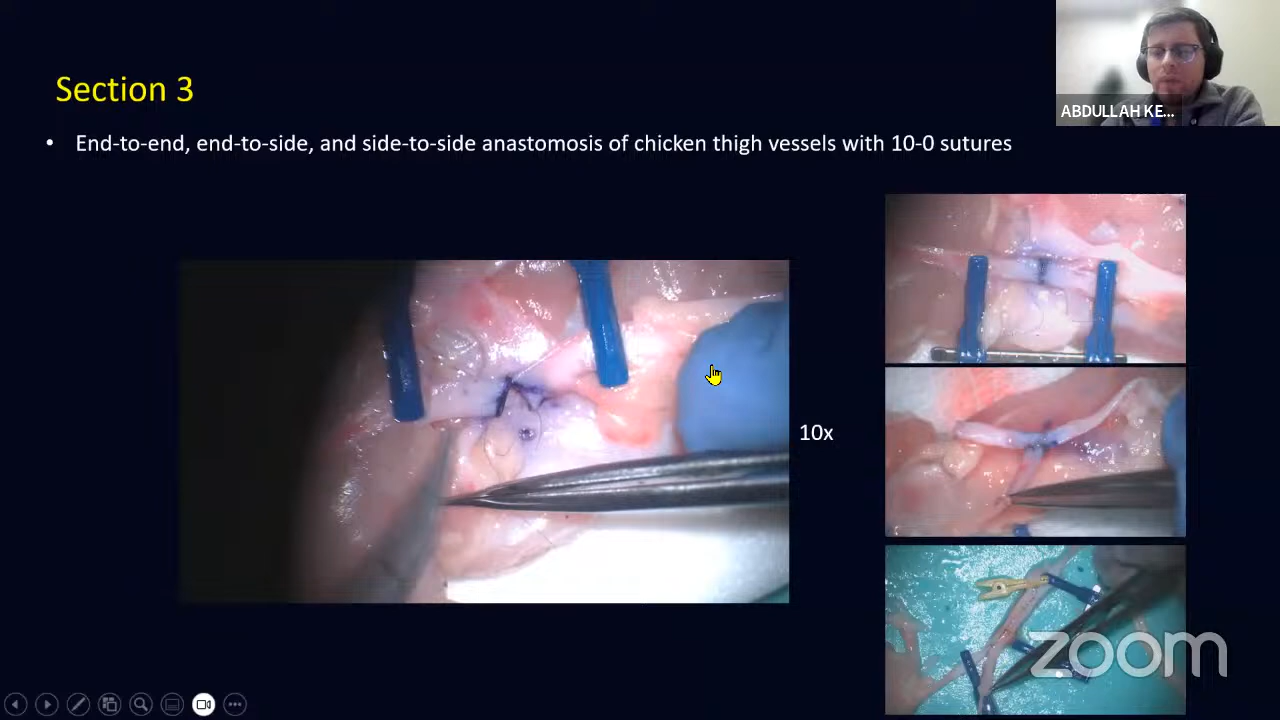 ABDULLAH KE...
Section 3
• End-to-end, end-to-side, and side-to-side anastomosis of chicken thigh vessels with 10-0 sutures
10x
zoom